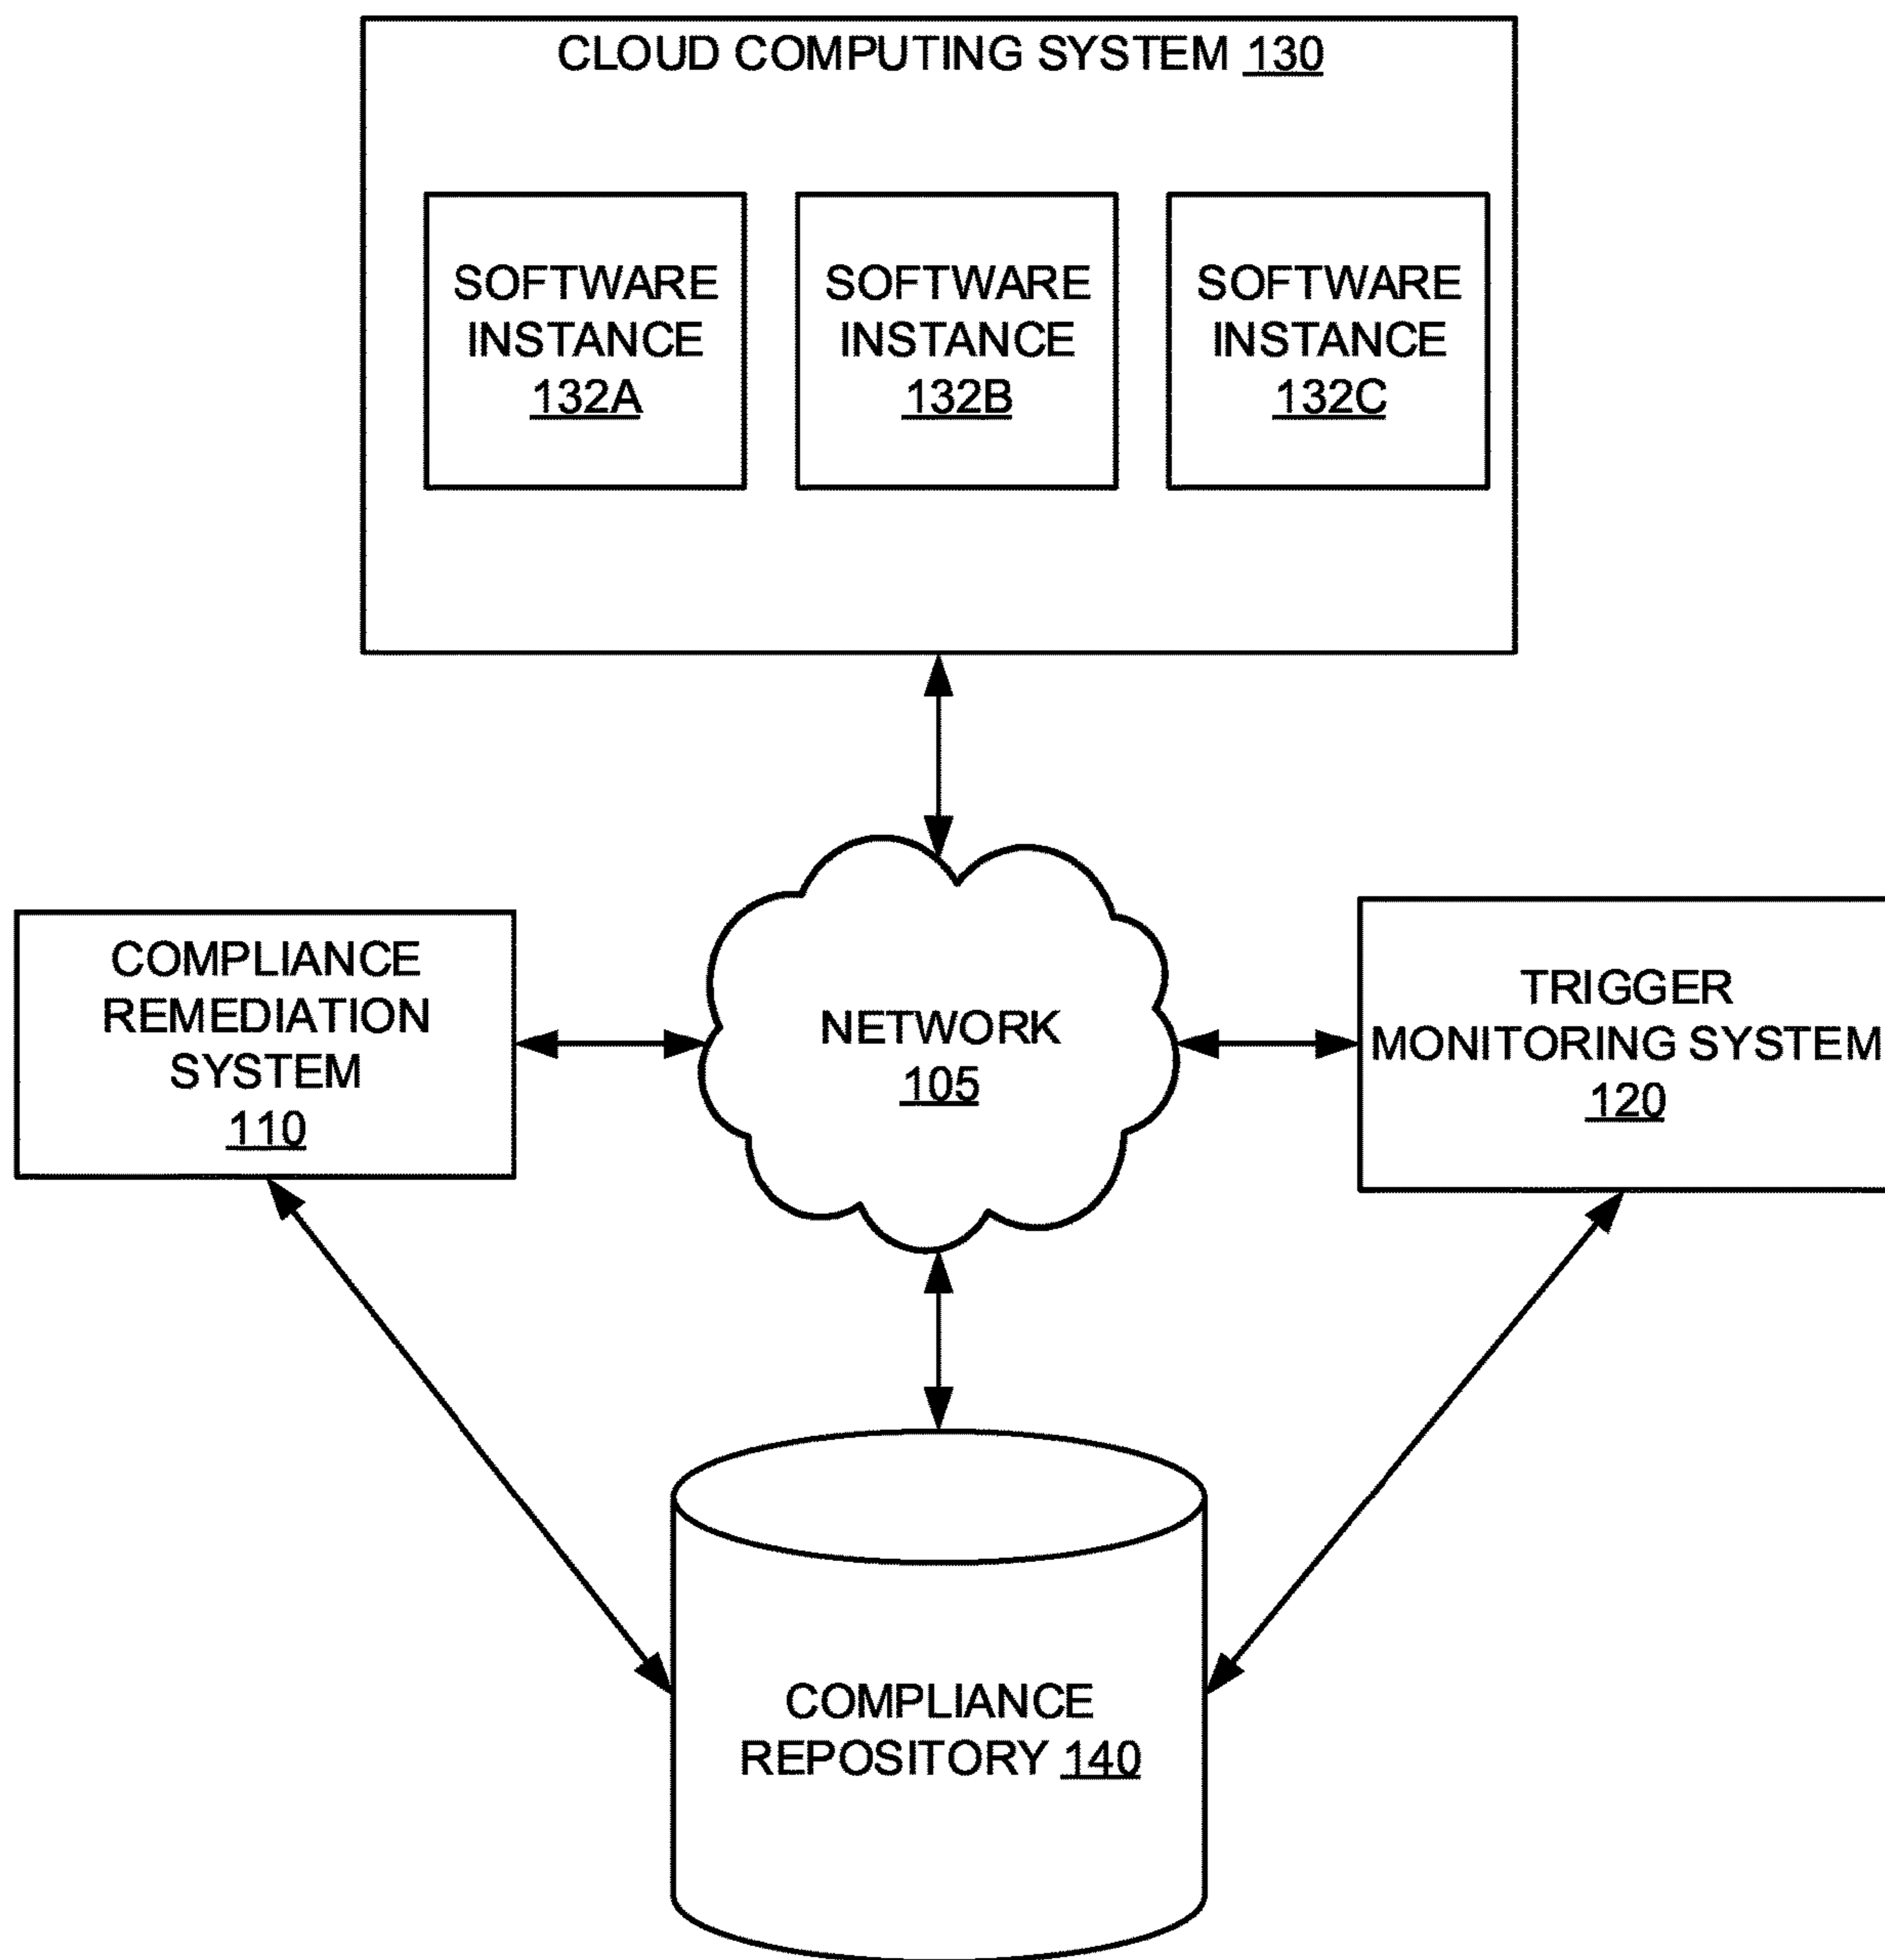 CLOUD COMPUTING SYSTEM 130
SOFTWARE
INSTANCE
132A
SOFTWARE
INSTANCE
132B
SOFTWARE
INSTANCE
132C
COMPLIANCE
REMEDIATION
SYSTEM
110
NETWORK
105
TRIGGER
MONITORING SYSTEM
120
COMPLIANCE
REPOSITORY 140